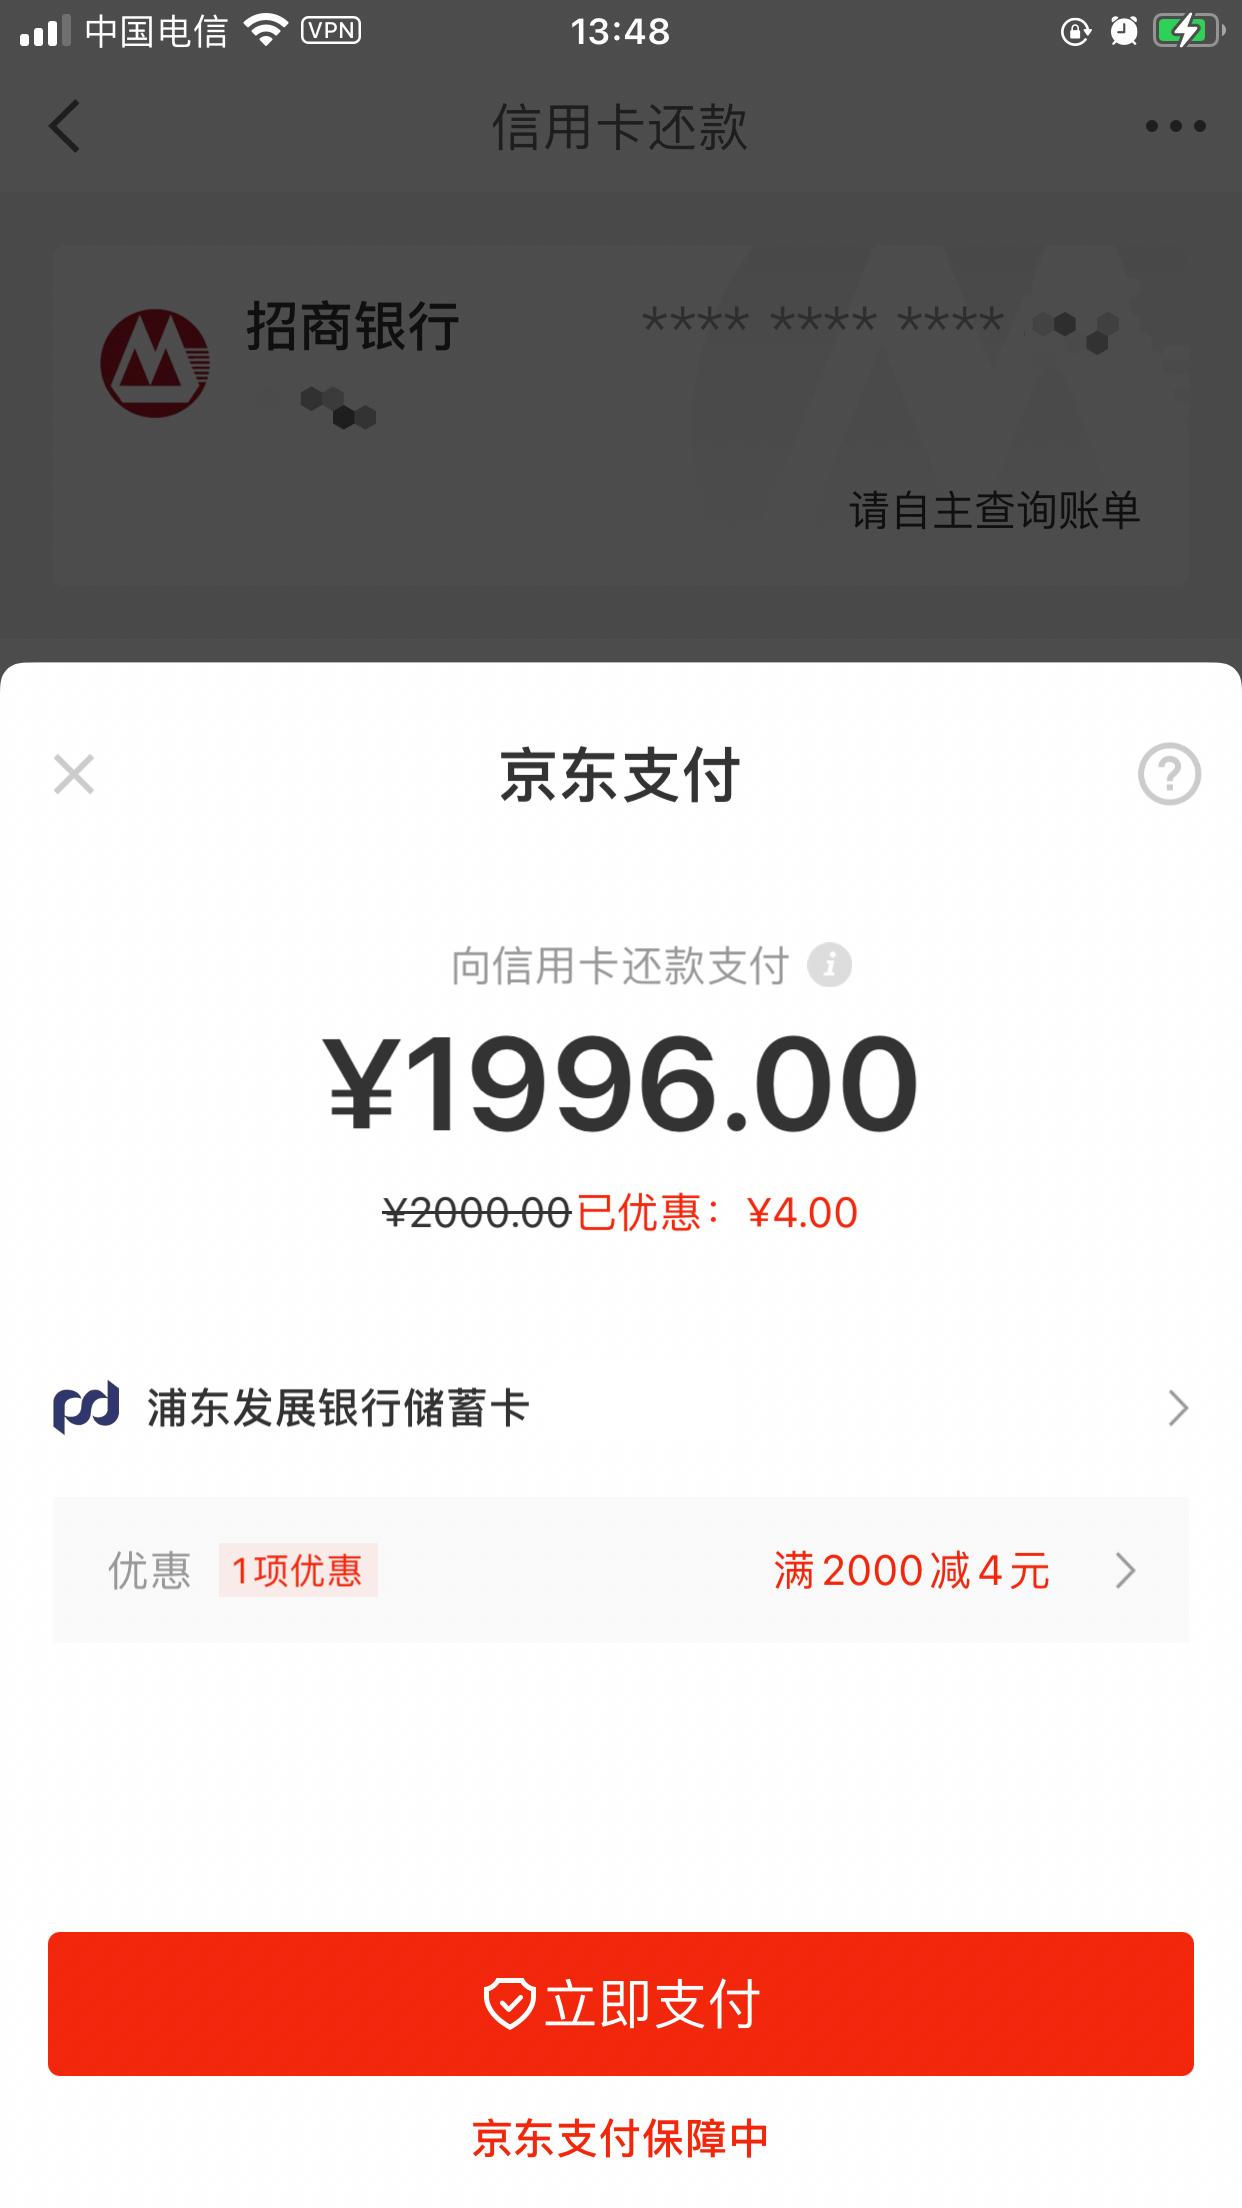 中国电信 VPN 13:48
信用卡还款
招商银行 **** **** ****
请自主查询账单
京东支付
向信用卡还款支付
¥1996.00
¥2000.00已优惠：¥4.00
浦东发展银行储蓄卡
优惠 1项优惠 满2000减4元
立即支付
京东支付保障中